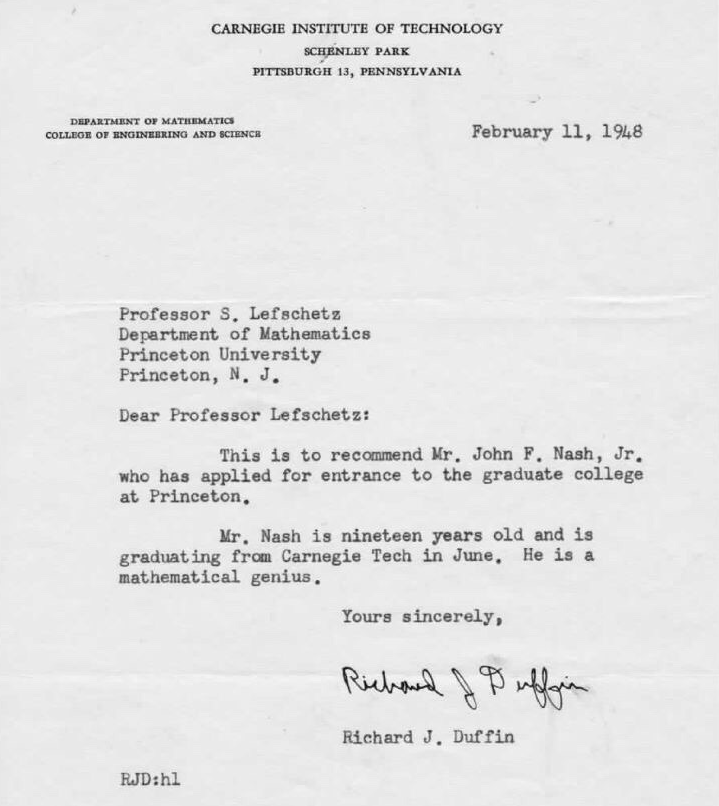 CARNEGIE INSTITUTE OF TECHNOLOGY
SCHENLEY PARK
PITTSBURGH 13, PENNSYLVANIA
DEPARTMENT OF MATHEMATICS
COLLEGE OF ENGINEERING AND SCIENCE
February 11, 1948
Professor S. Lefschetz
Department of Mathematics
Princeton University
Princeton, N. J.
Dear Professor Lefschetz:
This is to recommend Mr. John F. Nash, Jr.
who has applied for entrance to the graduate college
at Princeton.
Mr. Nash is nineteen years old and is
graduating from Carnegie Tech in June. He is a
mathematical genius.
Yours sincerely,
Richard J Duffin
Richard J. Duffin
RJD:hl